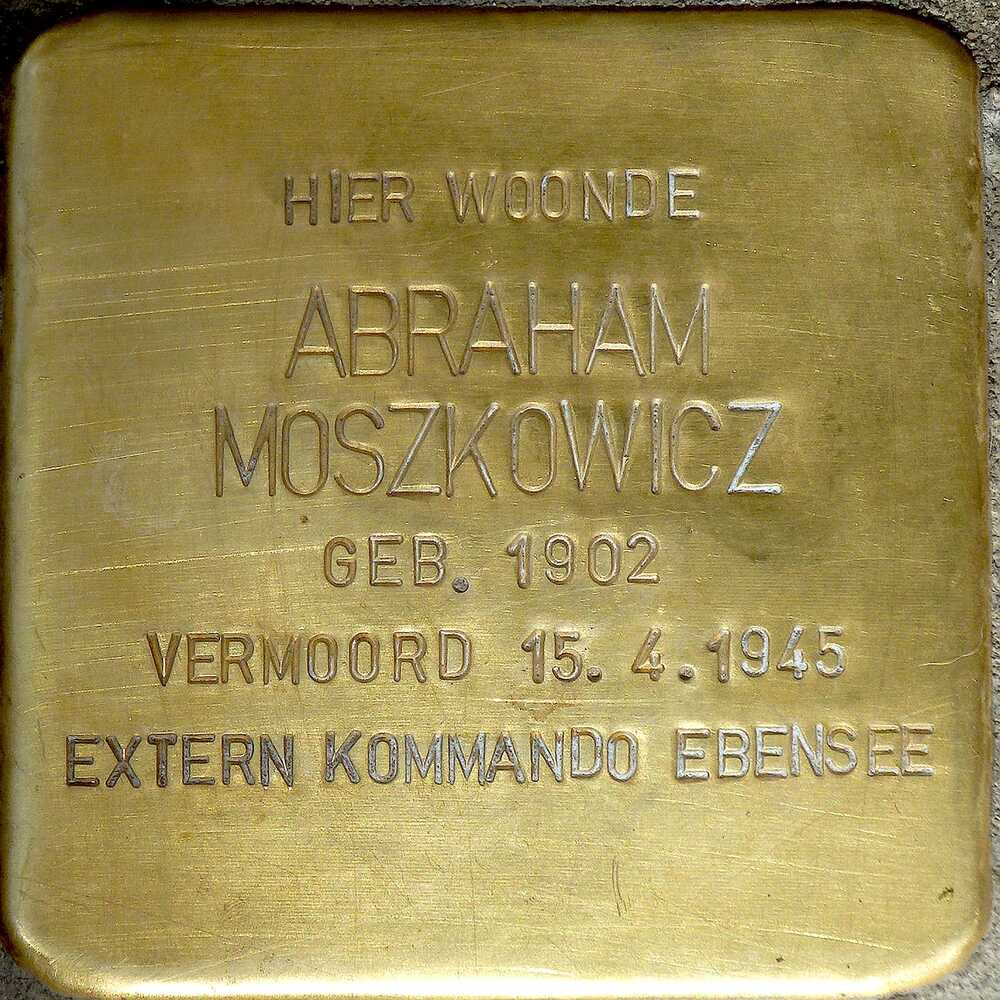 HIER WOONDE
ABRAHAM
MOSZKOWICZ
GEB. 1902
VERMOORD 15.4.1945
EXTERN KOMMANDO EBENSEE